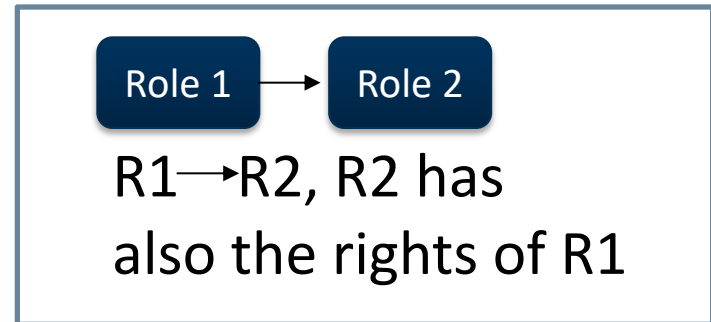 Role 1 → Role 2
R1→R2, R2 has
also the rights of R1